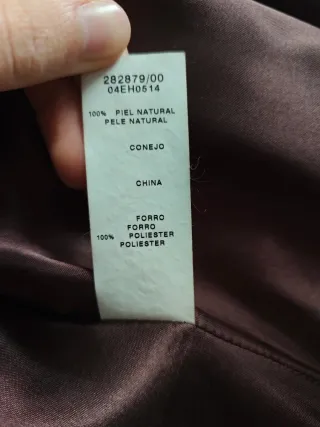 282879/00
04EH0514
100% PIEL NATURAL
PELE NATURAL
CONEJO
CHINA
FORRO
FORRO
100% POLIESTER
POLIESTER